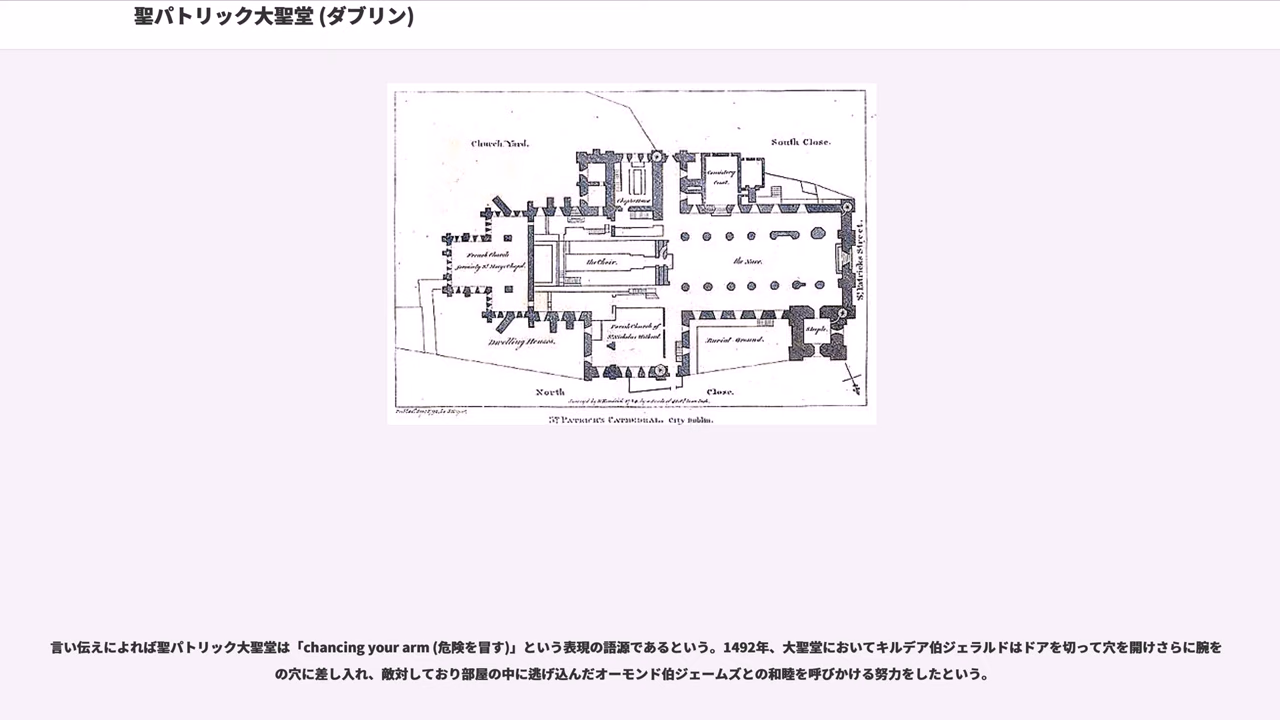 聖パトリック大聖堂 (ダブリン)
Church Yard.
South Close.
Consistory Court.
Chapter House
St. Patricks Street.
French Church
formerly St. Marys Chapel.
the Choir.
the Nave.
Parish Church of
St. Nicholas Without
Steeple.
Dwelling Houses.
Burial Ground.
North Close.
ST. PATRICK'S CATHEDRAL, City Dublin.
言い伝えによれば聖パトリック大聖堂は「chancing your arm (危険を冒す)」という表現の語源であるという。1492年、大聖堂においてキルデア伯ジェラルドはドアを切って穴を開けさらに腕を
の穴に差し入れ、敵対しており部屋の中に逃げ込んだオーモンド伯ジェームズとの和睦を呼びかける努力をしたという。